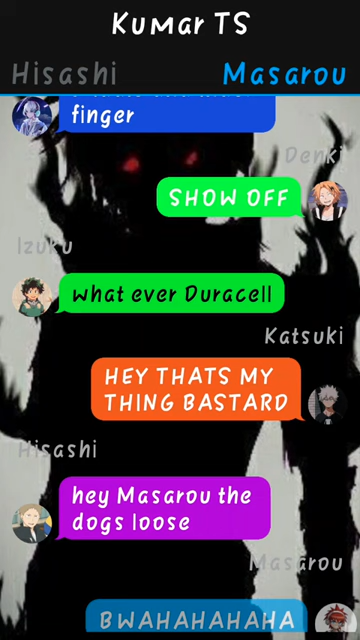 Kumar TS
Hisashi
Masarou
finger
Denki
SHOW OFF
Izuku
what ever Duracell
Katsuki
HEY THATS MY
THING BASTARD
Hisashi
hey Masarou the
dogs loose
Masarou
BWAHAHAHAHA